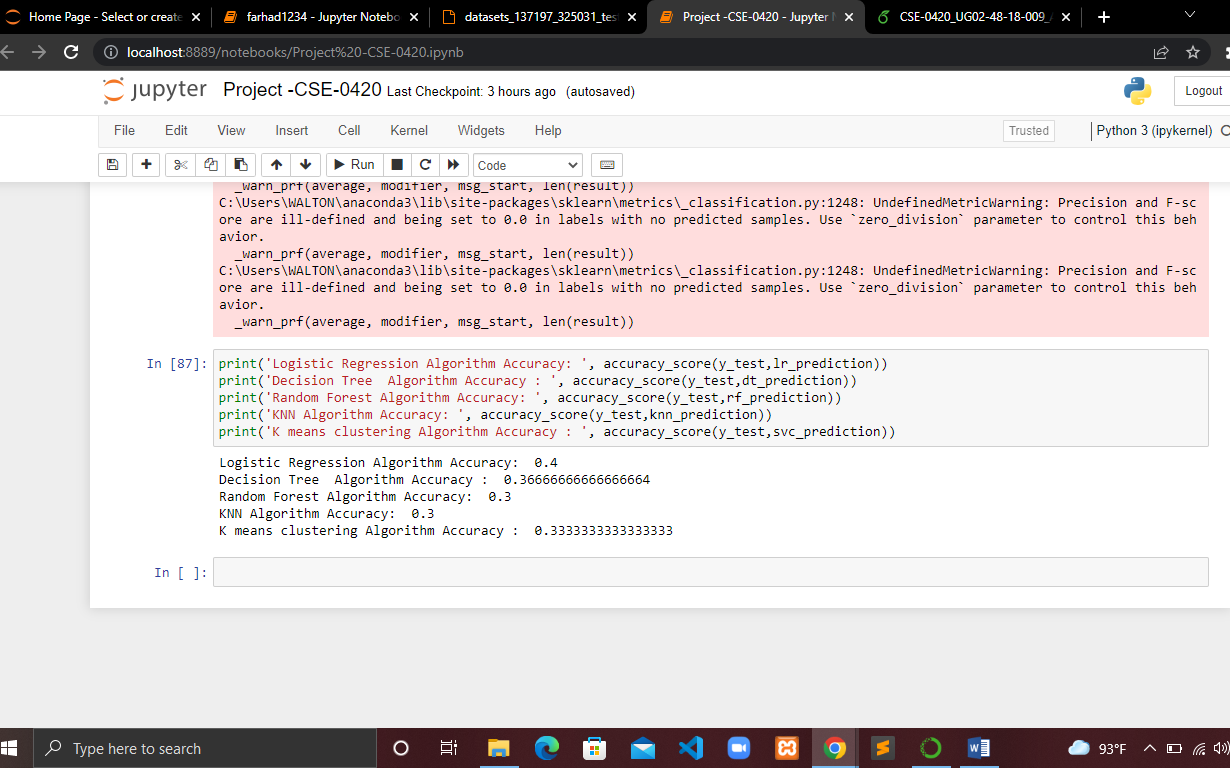 Home Page - Select or create
farhad1234 - Jupyter Notebo
datasets_137197_325031_tes
Project -CSE-0420 - Jupyter N
CSE-0420_UG02-48-18-009_
localhost:8889/notebooks/Project%20-CSE-0420.ipynb
jupyter Project -CSE-0420 Last Checkpoint: 3 hours ago (autosaved)
Logout
File Edit View Insert Cell Kernel Widgets Help
Trusted
Python 3 (ipykernel)
Run
Code
_warn_prf(average, modifier, msg_start, len(result))
C:\Users\WALTON\anaconda3\lib\site-packages\sklearn\metrics\_classification.py:1248: UndefinedMetricWarning: Precision and F-sc
ore are ill-defined and being set to 0.0 in labels with no predicted samples. Use `zero_division` parameter to control this beh
avior.
_warn_prf(average, modifier, msg_start, len(result))
C:\Users\WALTON\anaconda3\lib\site-packages\sklearn\metrics\_classification.py:1248: UndefinedMetricWarning: Precision and F-sc
ore are ill-defined and being set to 0.0 in labels with no predicted samples. Use `zero_division` parameter to control this beh
avior.
_warn_prf(average, modifier, msg_start, len(result))
In [87]:
print('Logistic Regression Algorithm Accuracy: ', accuracy_score(y_test,lr_prediction))
print('Decision Tree  Algorithm Accuracy : ', accuracy_score(y_test,dt_prediction))
print('Random Forest Algorithm Accuracy: ', accuracy_score(y_test,rf_prediction))
print('KNN Algorithm Accuracy: ', accuracy_score(y_test,knn_prediction))
print('K means clustering Algorithm Accuracy : ', accuracy_score(y_test,svc_prediction))
Logistic Regression Algorithm Accuracy:  0.4
Decision Tree  Algorithm Accuracy :  0.36666666666666664
Random Forest Algorithm Accuracy:  0.3
KNN Algorithm Accuracy:  0.3
K means clustering Algorithm Accuracy :  0.3333333333333333
In [ ]:
Type here to search
93°F